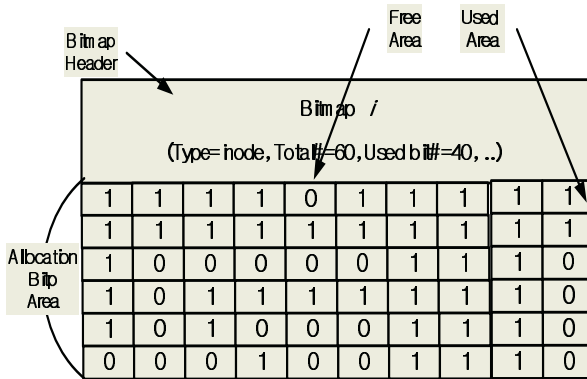 Free Area
Used Area
Bitmap Header
Bitmap i
(Type=inode, Total#=60, Used bit#=40, ..)
1 1 1 1 0 1 1 1 1 1
1 1 1 1 1 1 1 1 1 1
1 0 0 0 0 0 1 1 1 0
1 0 1 1 1 1 1 1 1 0
1 0 1 0 0 0 1 1 1 0
0 0 0 1 0 0 1 1 1 0
Allocation
Bitp
Area